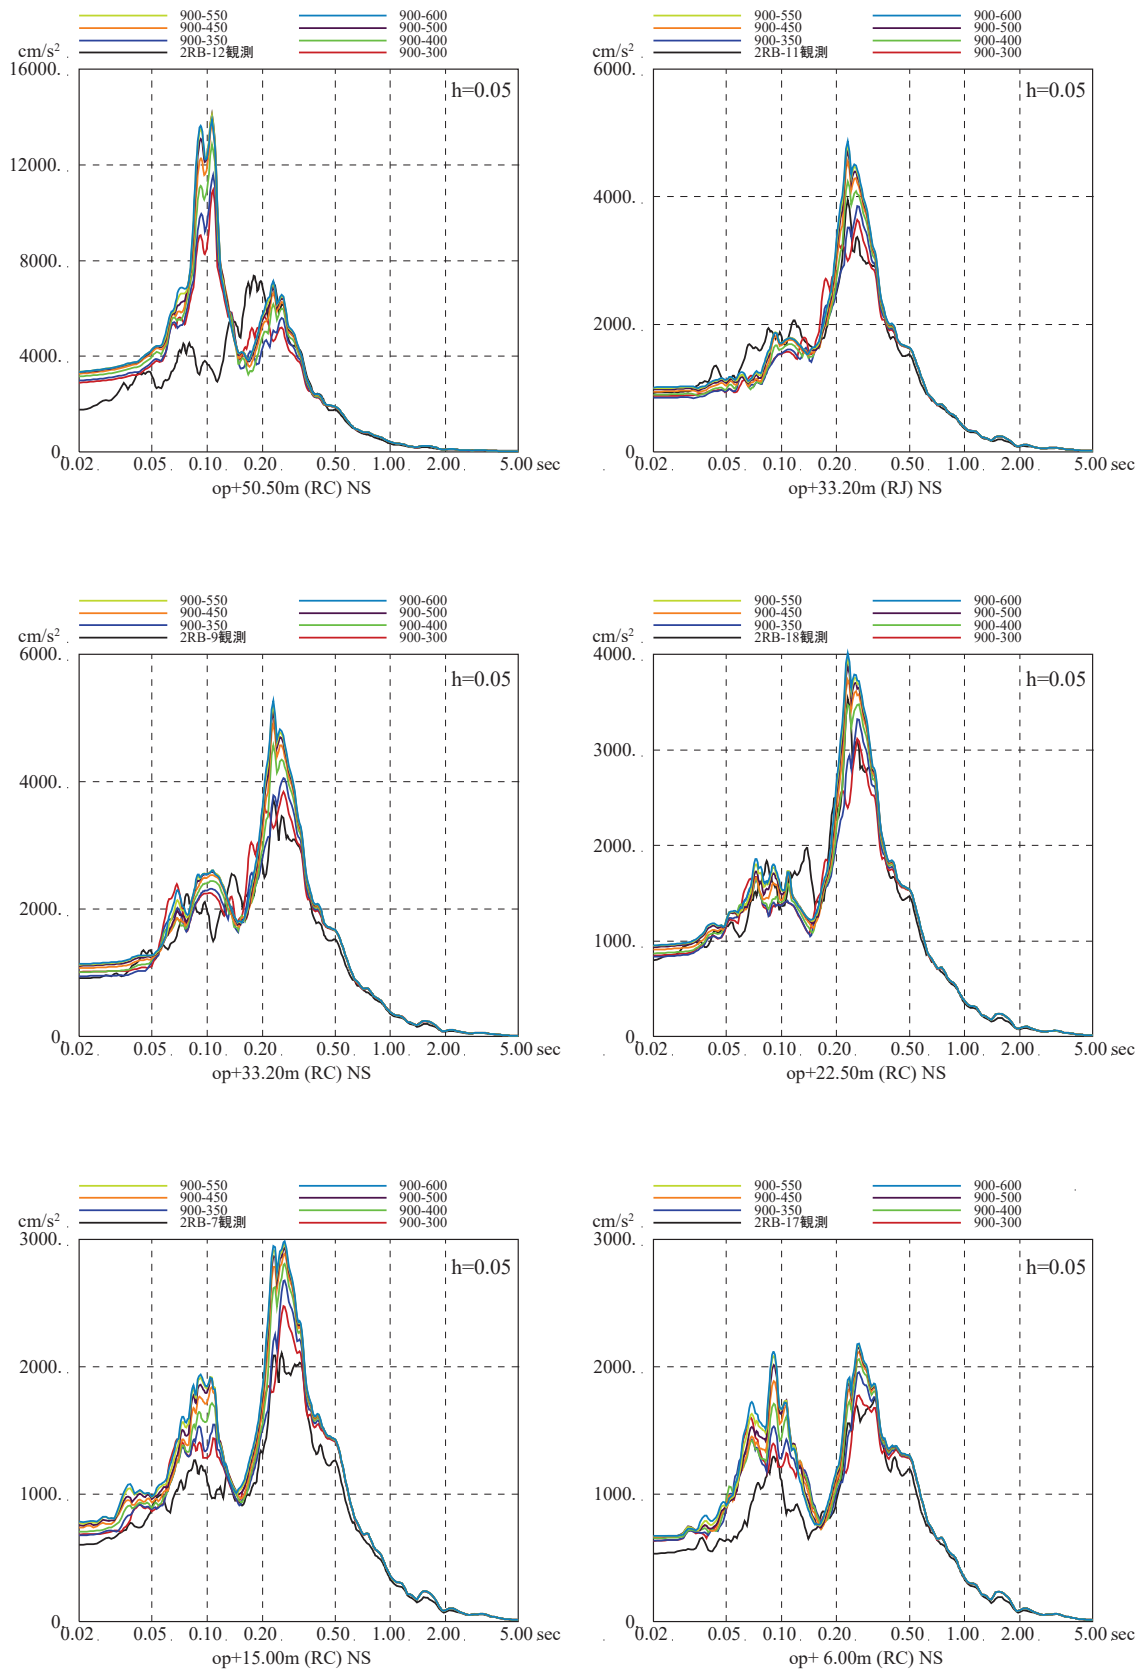 900-550 900-600
900-450 900-500
900-350 900-400
2RB-12観測 900-300
cm/s²
16000.
h=0.05
12000.
8000.
4000.
0.
0.02 0.05 0.10 0.20 0.50 1.00 2.00 5.00 sec
op+50.50m (RC) NS
900-550 900-600
900-450 900-500
900-350 900-400
2RB-11観測 900-300
cm/s²
6000.
h=0.05
4000.
2000.
0.
0.02 0.05 0.10 0.20 0.50 1.00 2.00 5.00 sec
op+33.20m (RJ) NS
900-550 900-600
900-450 900-500
900-350 900-400
2RB-9観測 900-300
cm/s²
6000.
h=0.05
4000.
2000.
0.
0.02 0.05 0.10 0.20 0.50 1.00 2.00 5.00 sec
op+33.20m (RC) NS
900-550 900-600
900-450 900-500
900-350 900-400
2RB-18観測 900-300
cm/s²
4000.
h=0.05
3000.
2000.
1000.
0.
0.02 0.05 0.10 0.20 0.50 1.00 2.00 5.00 sec
op+22.50m (RC) NS
900-550 900-600
900-450 900-500
900-350 900-400
2RB-7観測 900-300
cm/s²
3000.
h=0.05
2000.
1000.
0.
0.02 0.05 0.10 0.20 0.50 1.00 2.00 5.00 sec
op+15.00m (RC) NS
900-550 900-600
900-450 900-500
900-350 900-400
2RB-17観測 900-300
cm/s²
3000.
h=0.05
2000.
1000.
0.
0.02 0.05 0.10 0.20 0.50 1.00 2.00 5.00 sec
op+ 6.00m (RC) NS